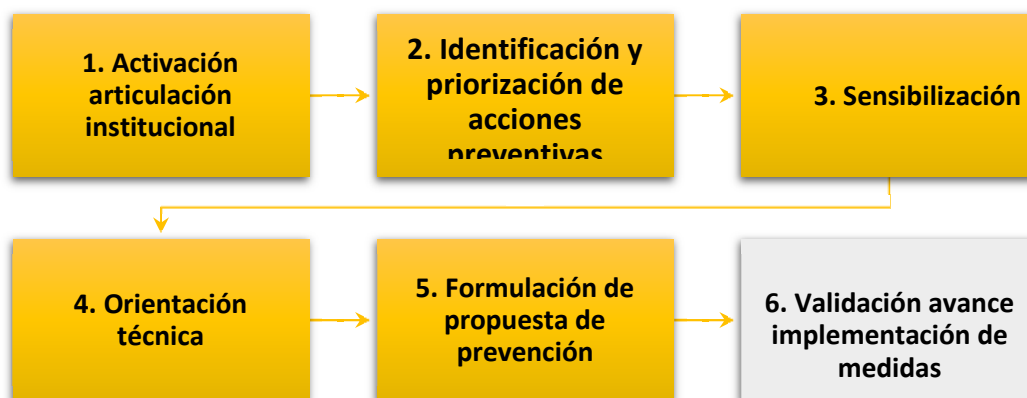 1. Activación
articulación
institucional
2. Identificación y
priorización de
acciones
preventivas
3. Sensibilización
4. Orientación
técnica
5. Formulación de
propuesta de
prevención
6. Validación avance
implementación de
medidas